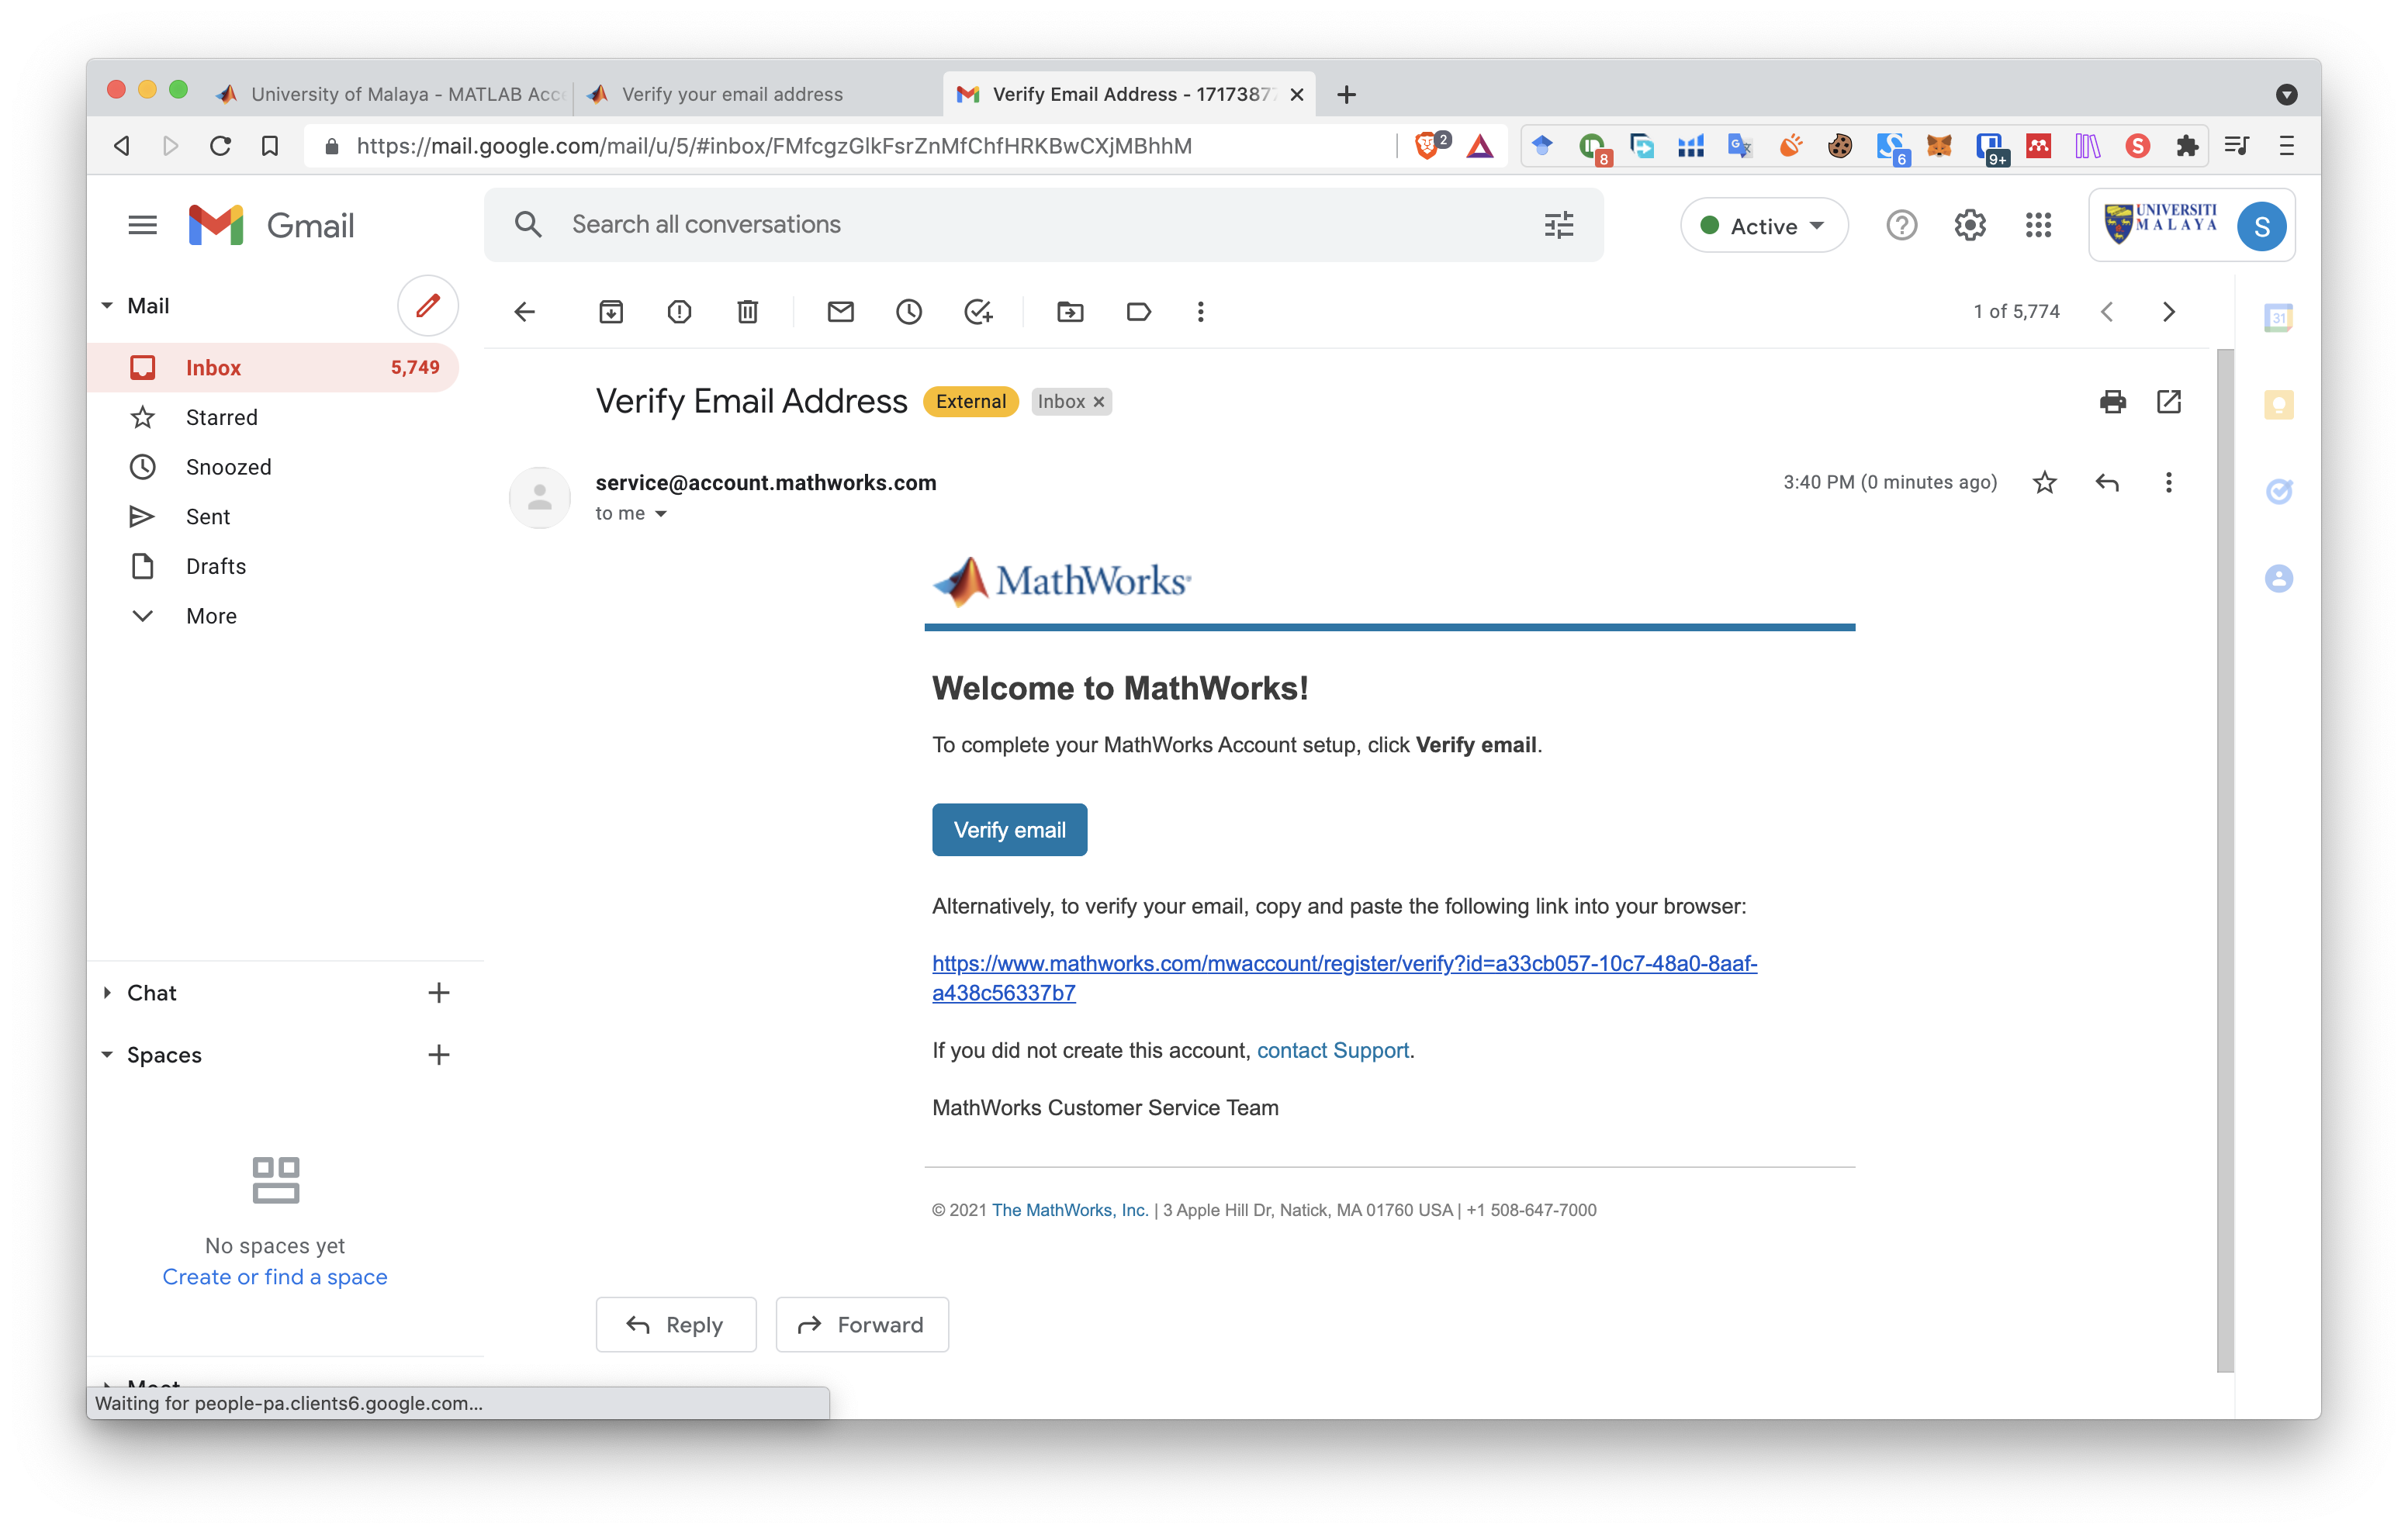 University of Malaya - MATLAB Acce
Verify your email address
Verify Email Address - 1717387
https://mail.google.com/mail/u/5/#inbox/FMfcgzGlkFsrZnMfChfHRKBwCXjMBhhM
2
8
6
9+
Gmail
Search all conversations
Active
UNIVERSITI
MALAYA
S
Mail
1 of 5,774
31
Inbox 5,749
Starred
Snoozed
Sent
Drafts
More
Verify Email Address External Inbox
service@account.mathworks.com
3:40 PM (0 minutes ago)
to me
MathWorks®
Welcome to MathWorks!
To complete your MathWorks Account setup, click Verify email.
Verify email
Alternatively, to verify your email, copy and paste the following link into your browser:
https://www.mathworks.com/mwaccount/register/verify?id=a33cb057-10c7-48a0-8aaf-
a438c56337b7
If you did not create this account, contact Support.
MathWorks Customer Service Team
© 2021 The MathWorks, Inc. | 3 Apple Hill Dr, Natick, MA 01760 USA | +1 508-647-7000
Chat
Spaces
No spaces yet
Create or find a space
Reply
Forward
Meet
Waiting for people-pa.clients6.google.com...